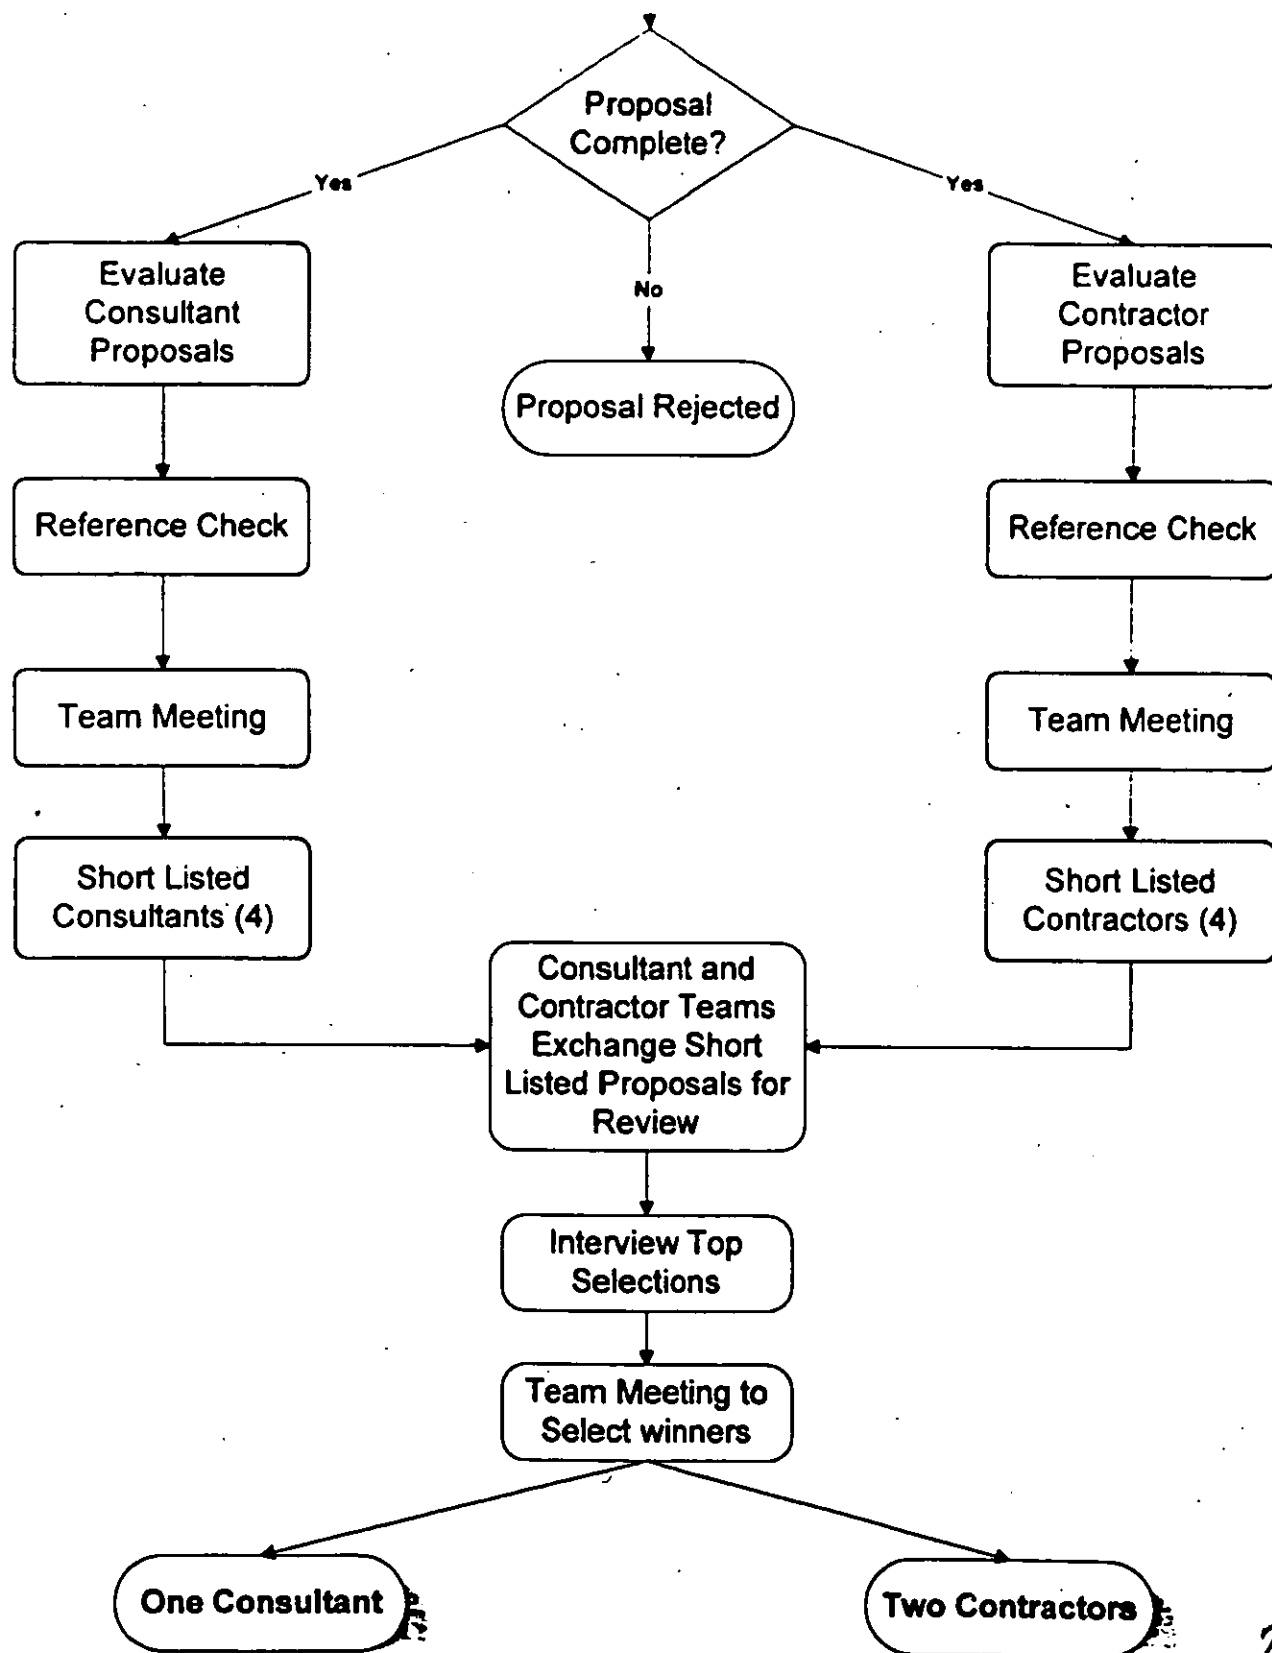 Proposal
Complete?
Yes
Yes
No
Evaluate
Consultant
Proposals
Evaluate
Contractor
Proposals
Proposal Rejected
Reference Check
Reference Check
Team Meeting
Team Meeting
Short Listed
Consultants (4)
Short Listed
Contractors (4)
Consultant and
Contractor Teams
Exchange Short
Listed Proposals for
Review
Interview Top
Selections
Team Meeting to
Select winners
One Consultant
Two Contractors